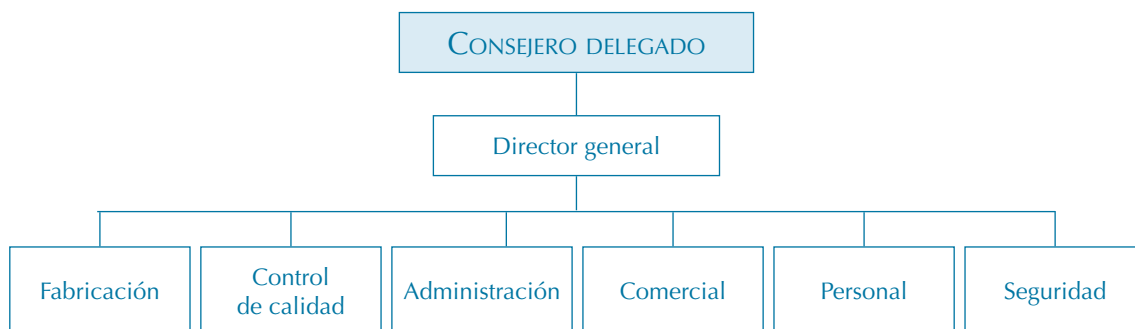 Consejero delegado
Director general
Fabricación
Control
de calidad
Administración
Comercial
Personal
Seguridad